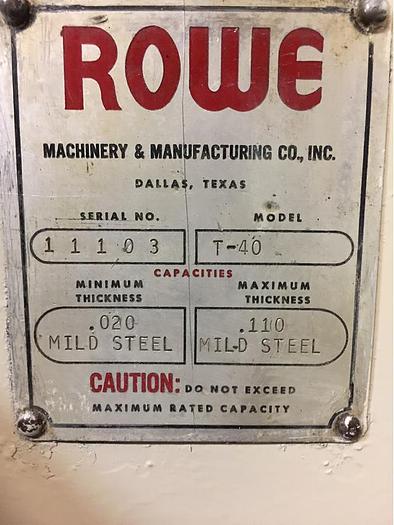 ROWE
MACHINERY & MANUFACTURING CO., INC.
DALLAS, TEXAS
SERIAL NO. MODEL
11103 T-40
CAPACITIES
MINIMUM THICKNESS MAXIMUM THICKNESS
.020 MILD STEEL .110 MILD STEEL
CAUTION: DO NOT EXCEED
MAXIMUM RATED CAPACITY